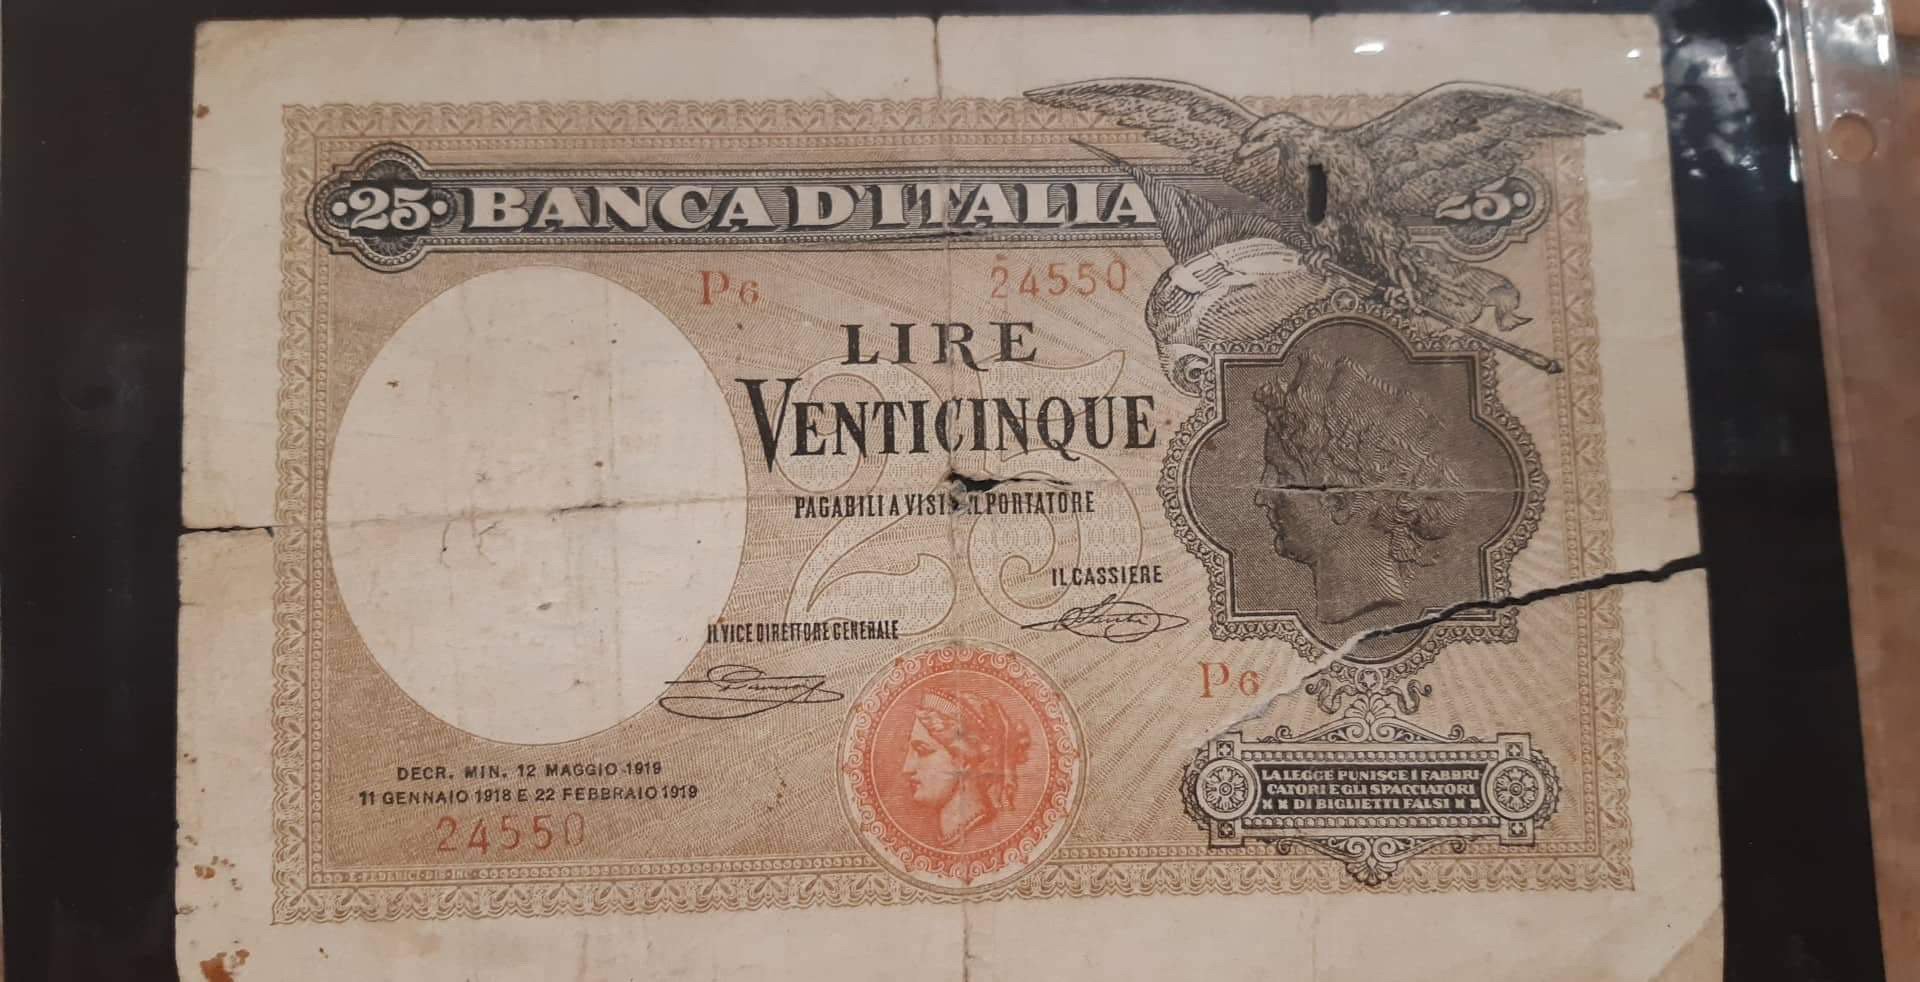 25 BANCA D'ITALIA 25
P6 24550
LIRE
VENTICINQUE
PAGABILI A VISTA AL PORTATORE
IL CASSIERE
IL VICE DIRETTORE GENERALE
P6
DECR. MIN. 12 MAGGIO 1919
11 GENNAIO 1918 E 22 FEBBRAIO 1919
24550
LA LEGGE PUNISCE I FABBRI-
CATORI E GLI SPACCIATORI
DI BIGLIETTI FALSI